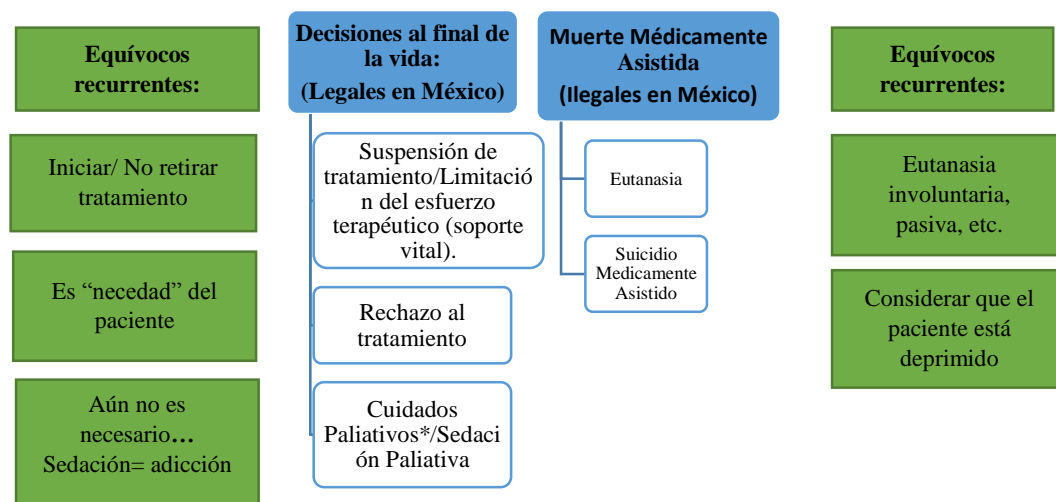 Equívocos
recurrentes:
Iniciar/ No retirar
tratamiento
Es “necedad” del
paciente
Aún no es
necesario…
Sedación= adicción
Decisiones al final de
la vida:
(Legales en México)
Suspensión de
tratamiento/Limitació
n del esfuerzo
terapéutico (soporte
vital).
Rechazo al
tratamiento
Cuidados
Paliativos*/Sedaci
ón Paliativa
Muerte Médicamente
Asistida
(Ilegales en México)
Eutanasia
Suicidio
Medicamente
Asistido
Equívocos
recurrentes:
Eutanasia
involuntaria,
pasiva, etc.
Considerar que el
paciente está
deprimido